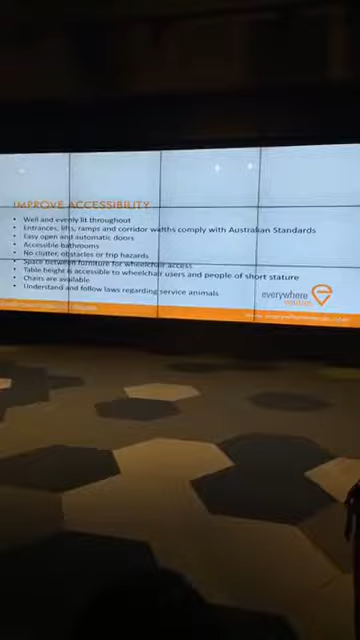 IMPROVE ACCESSIBILITY
• Well and evenly lit throughout
• Entrances, lifts, ramps and corridor widths comply with Australian Standards
• Easy open and automatic doors
• Accessible bathrooms
• No clutter, obstacles or trip hazards
• Space between furniture for wheelchair access
• Table height is accessible to wheelchair users and people of short stature
• Chairs are available
• Understand and follow laws regarding service animals
everywhere
venues